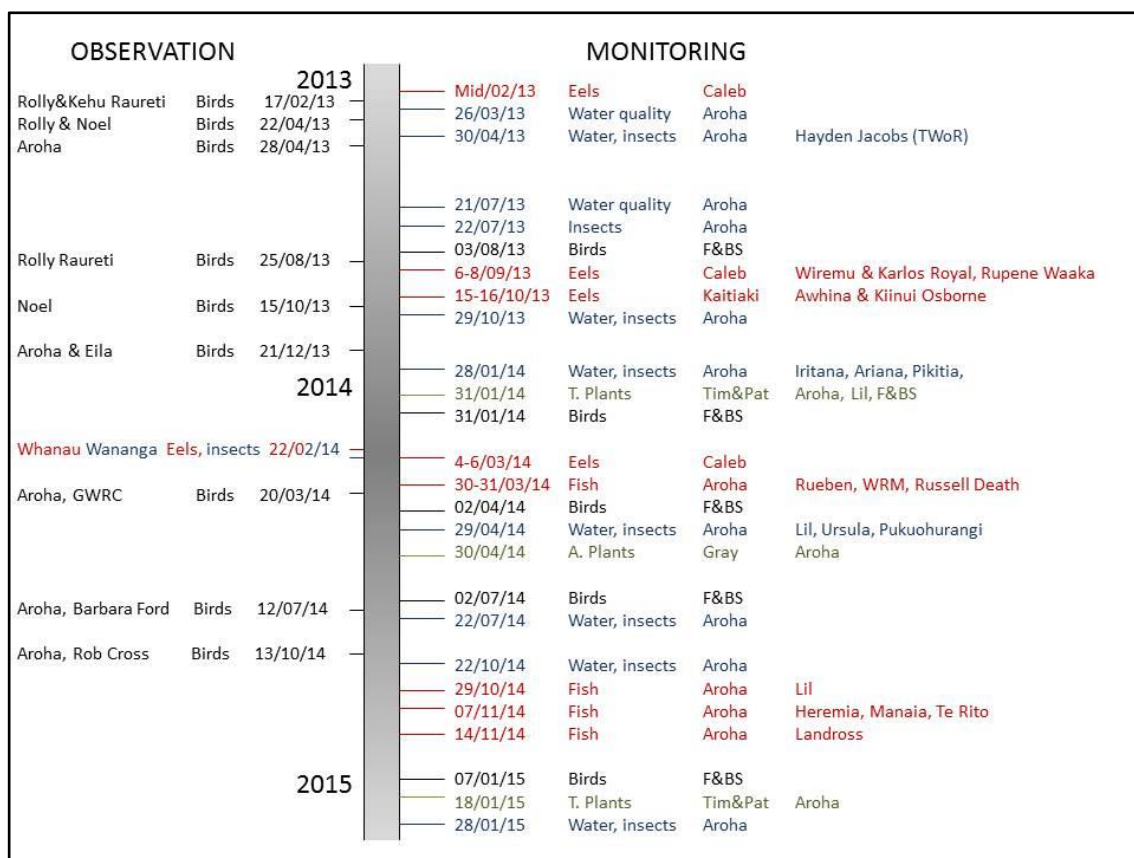 OBSERVATION MONITORING
2013
Mid/02/13 Eels Caleb
Rolly&Kehu Raureti Birds 17/02/13
26/03/13 Water quality Aroha
Rolly & Noel Birds 22/04/13
30/04/13 Water, insects Aroha Hayden Jacobs (TWoR)
Aroha Birds 28/04/13
21/07/13 Water quality Aroha
22/07/13 Insects Aroha
03/08/13 Birds F&BS
Rolly Raureti Birds 25/08/13
6-8/09/13 Eels Caleb Wiremu & Karlos Royal, Rupene Waaka
15-16/10/13 Eels Kaitiaki Awhina & Kiinui Osborne
Noel Birds 15/10/13
29/10/13 Water, insects Aroha
Aroha & Eila Birds 21/12/13
28/01/14 Water, insects Aroha Iritana, Ariana, Pikitia,
2014
31/01/14 T. Plants Tim&Pat Aroha, Lil, F&BS
31/01/14 Birds F&BS
Whanau Wananga Eels, insects 22/02/14
4-6/03/14 Eels Caleb
30-31/03/14 Fish Aroha Rueben, WRM, Russell Death
Aroha, GWRC Birds 20/03/14
02/04/14 Birds F&BS
29/04/14 Water, insects Aroha Lil, Ursula, Pukuohurangi
30/04/14 A. Plants Gray Aroha
02/07/14 Birds F&BS
Aroha, Barbara Ford Birds 12/07/14
22/07/14 Water, insects Aroha
Aroha, Rob Cross Birds 13/10/14
22/10/14 Water, insects Aroha
29/10/14 Fish Aroha Lil
07/11/14 Fish Aroha Heremia, Manaia, Te Rito
14/11/14 Fish Aroha Landross
07/01/15 Birds F&BS
2015
18/01/15 T. Plants Tim&Pat Aroha
28/01/15 Water, insects Aroha